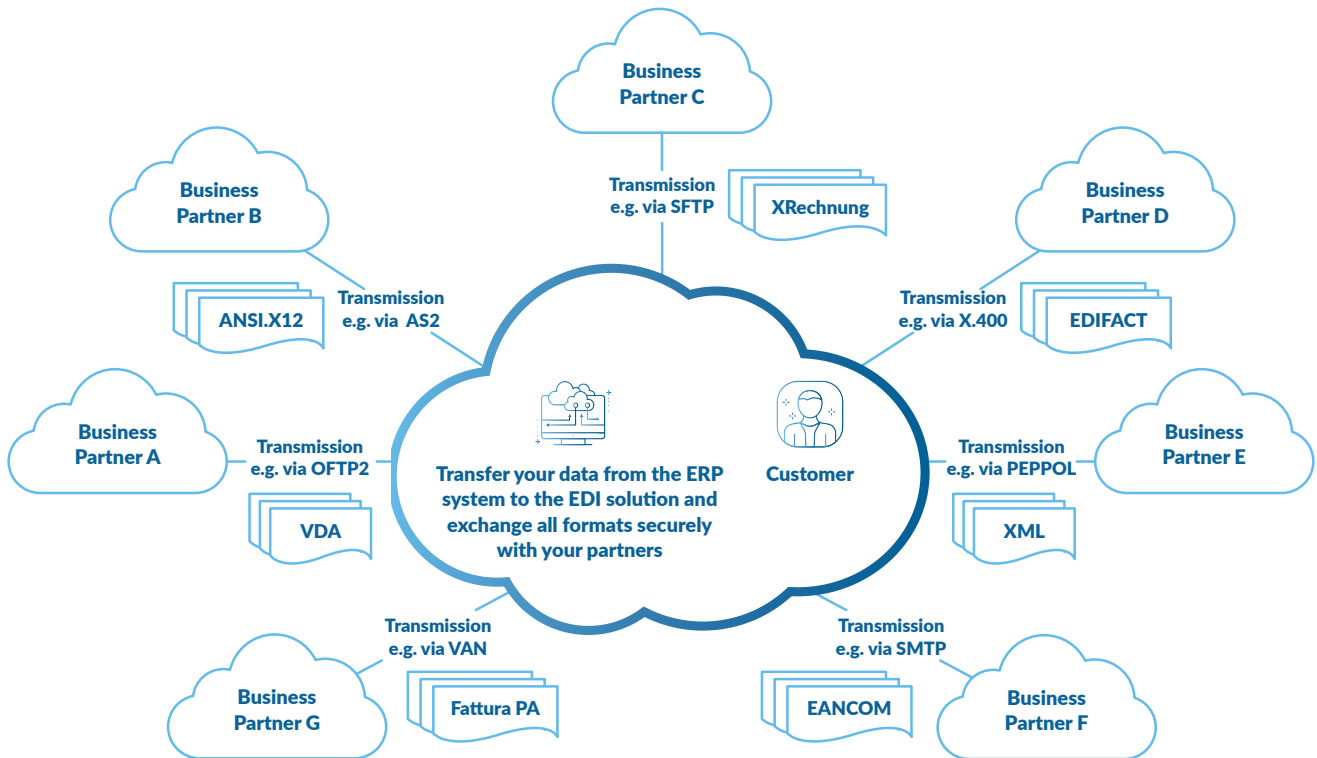 Business
Partner C
Transmission
e.g. via SFTP
XRechnung
Business
Partner B
Business
Partner D
Transmission
e.g. via AS2
ANSI.X12
Transmission
e.g. via X.400
EDIFACT
Business
Partner A
Transmission
e.g. via OFTP2
VDA
Transfer your data from the ERP
system to the EDI solution and
exchange all formats securely
with your partners
Customer
Transmission
e.g. via PEPPOL
Business
Partner E
XML
Transmission
e.g. via VAN
Business
Partner G
Fattura PA
Transmission
e.g. via SMTP
EANCOM
Business
Partner F